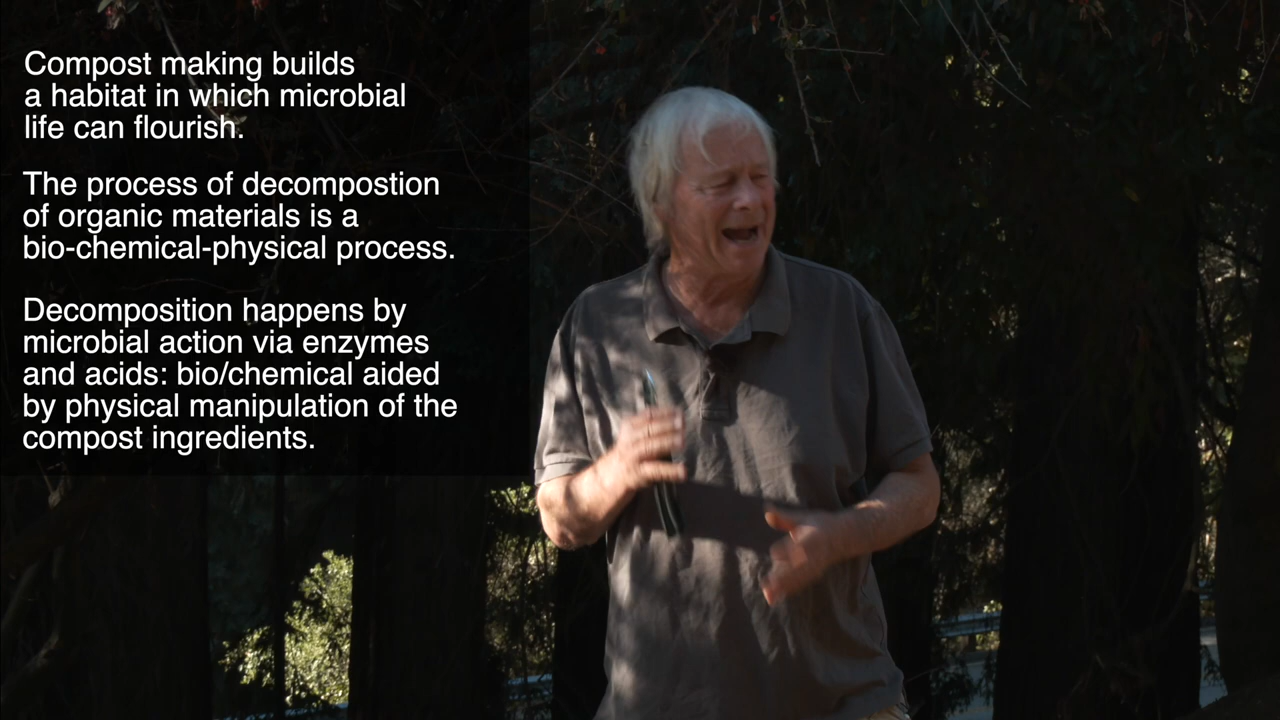 Compost making builds
a habitat in which microbial
life can flourish.
The process of decompostion
of organic materials is a
bio-chemical-physical process.
Decomposition happens by
microbial action via enzymes
and acids: bio/chemical aided
by physical manipulation of the
compost ingredients.